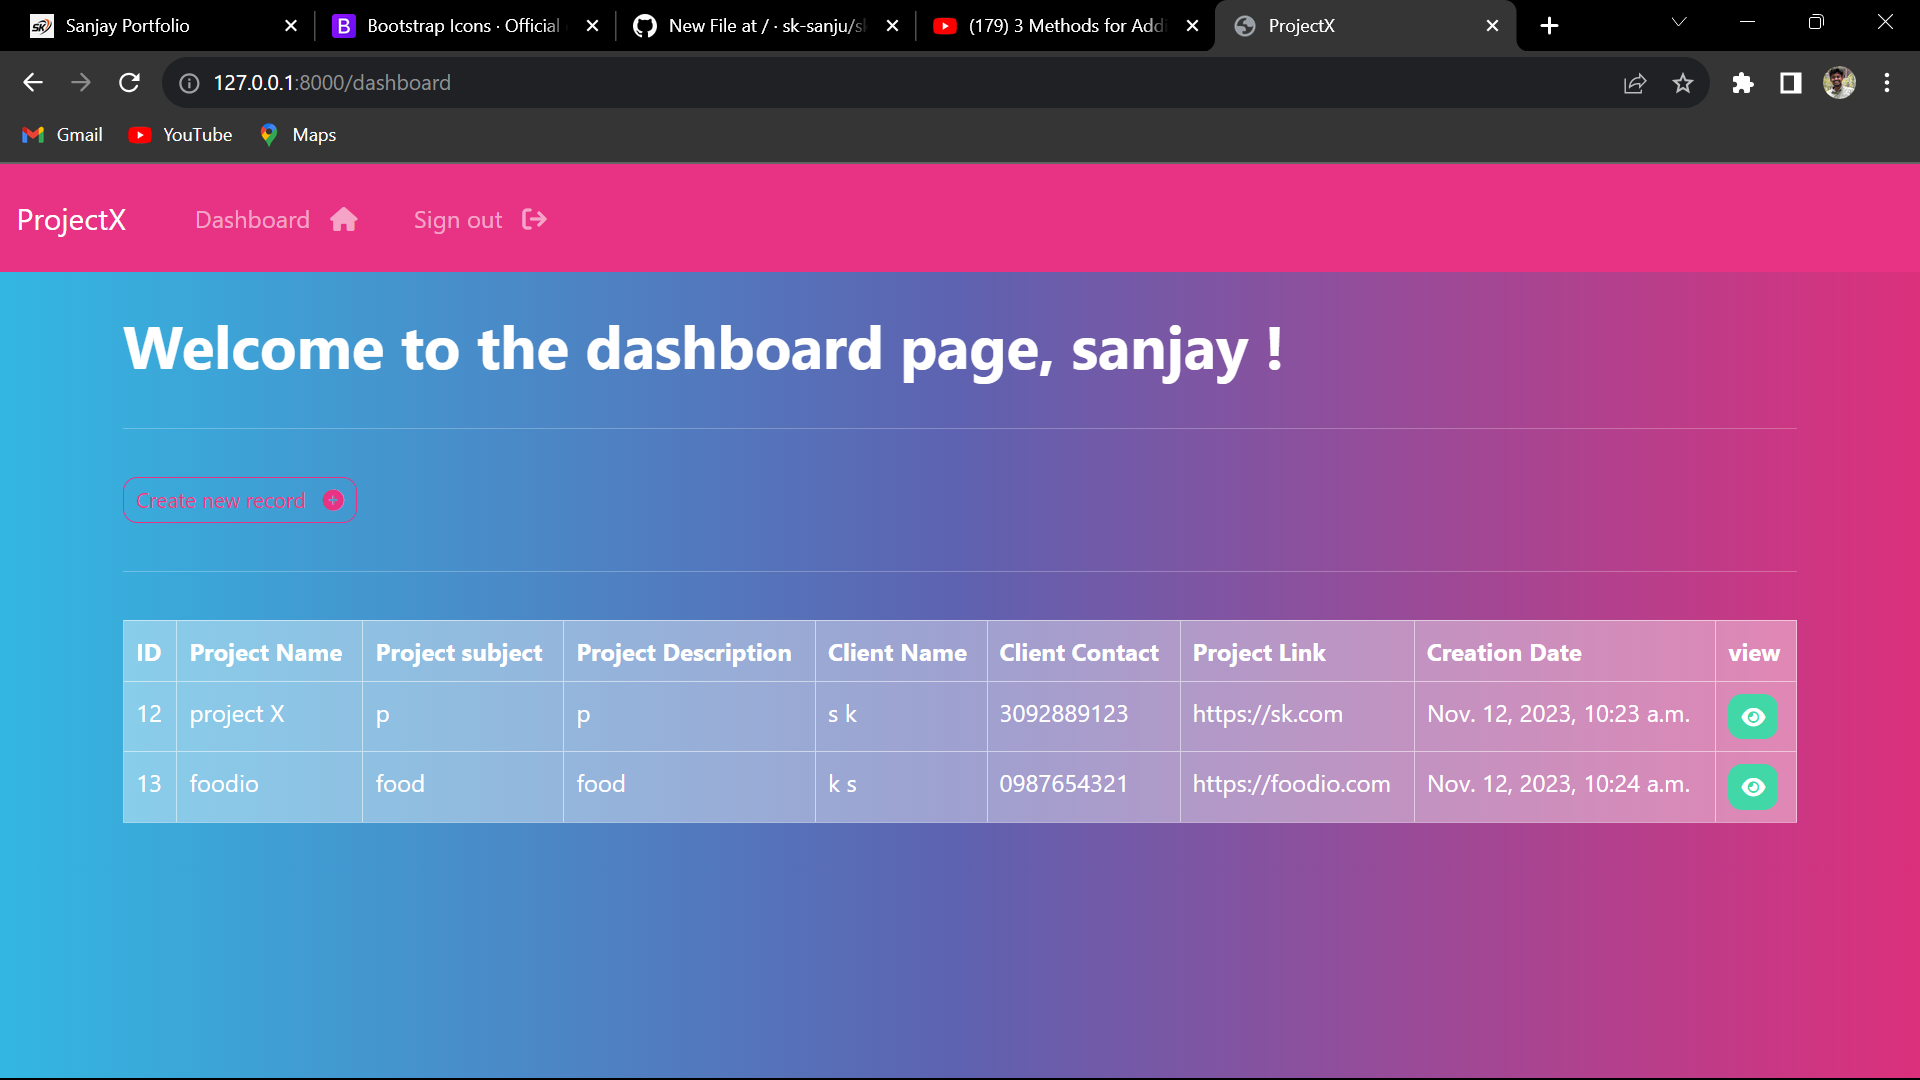 Sanjay Portfolio
Bootstrap Icons · Official
New File at / · sk-sanju/sk
(179) 3 Methods for Addi
ProjectX
127.0.0.1:8000/dashboard
Gmail
YouTube
Maps
ProjectX
Dashboard
Sign out
Welcome to the dashboard page, sanjay !
Create new record
ID Project Name Project subject Project Description Client Name Client Contact Project Link Creation Date view
12 project X p p s k 3092889123 https://sk.com Nov. 12, 2023, 10:23 a.m.
13 foodio food food k s 0987654321 https://foodio.com Nov. 12, 2023, 10:24 a.m.